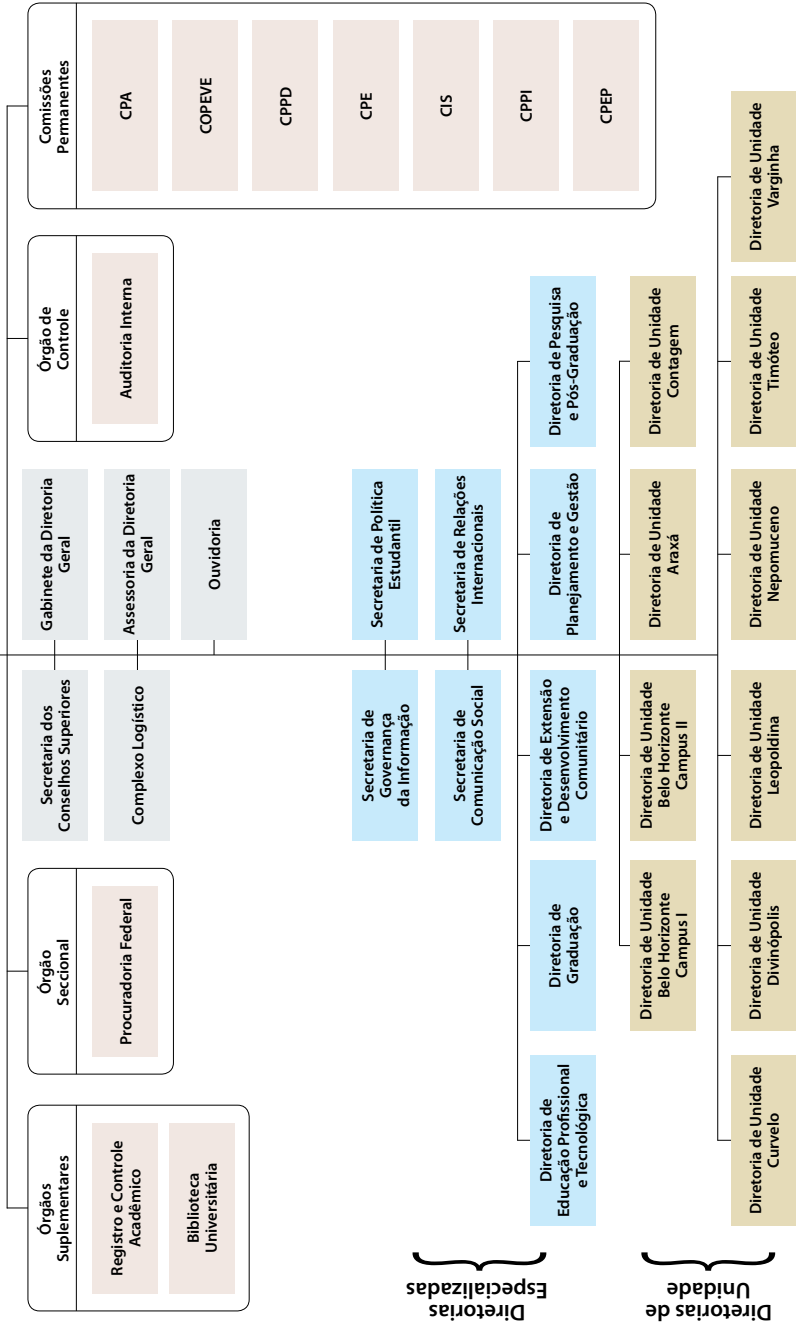 Órgãos
Suplementares
Registro e Controle
Acadêmico
Biblioteca
Universitária
Órgão
Seccional
Procuradoria Federal
Secretaria dos
Conselhos Superiores
Gabinete da Diretoria
Geral
Complexo Logístico
Assessoria da Diretoria
Geral
Ouvidoria
Órgão de
Controle
Auditoria Interna
Comissões
Permanentes
CPA
COPEVE
CPPD
CPE
CIS
CPPI
CPEP
Secretaria de
Governança
da Informação
Secretaria de Política
Estudantil
Secretaria de
Comunicação Social
Secretaria de Relações
Internacionais
Diretorias
Especializadas
Diretoria de
Educação Profissional
e Tecnológica
Diretoria de
Graduação
Diretoria de Extensão
e Desenvolvimento
Comunitário
Diretoria de
Planejamento e Gestão
Diretoria de Pesquisa
e Pós-Graduação
Diretorias de
Unidade
Diretoria de Unidade
Belo Horizonte
Campus I
Diretoria de Unidade
Belo Horizonte
Campus II
Diretoria de Unidade
Araxá
Diretoria de Unidade
Contagem
Diretoria de Unidade
Curvelo
Diretoria de Unidade
Divinópolis
Diretoria de Unidade
Leopoldina
Diretoria de Unidade
Nepomuceno
Diretoria de Unidade
Timóteo
Diretoria de Unidade
Varginha